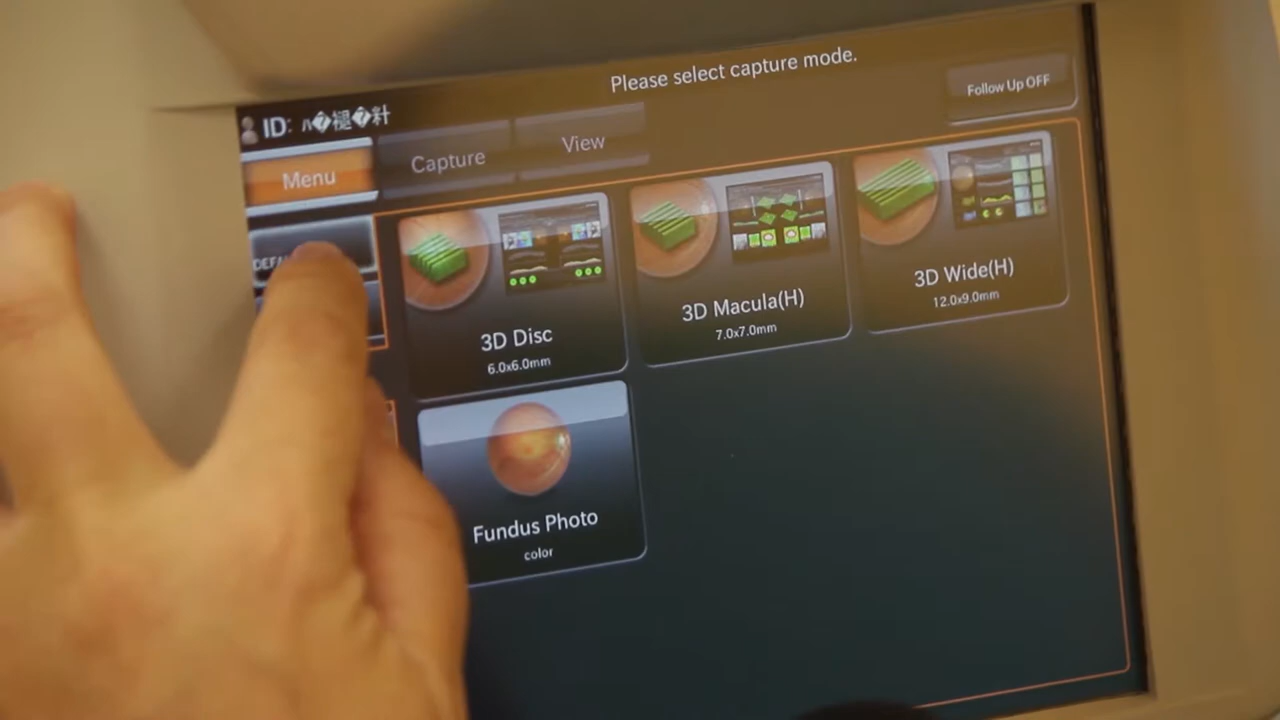 Please select capture mode.
Follow Up OFF
ID:
Menu
Capture
View
3D Disc
6.0x6.0mm
3D Macula(H)
7.0x7.0mm
3D Wide(H)
12.0x9.0mm
Fundus Photo
color